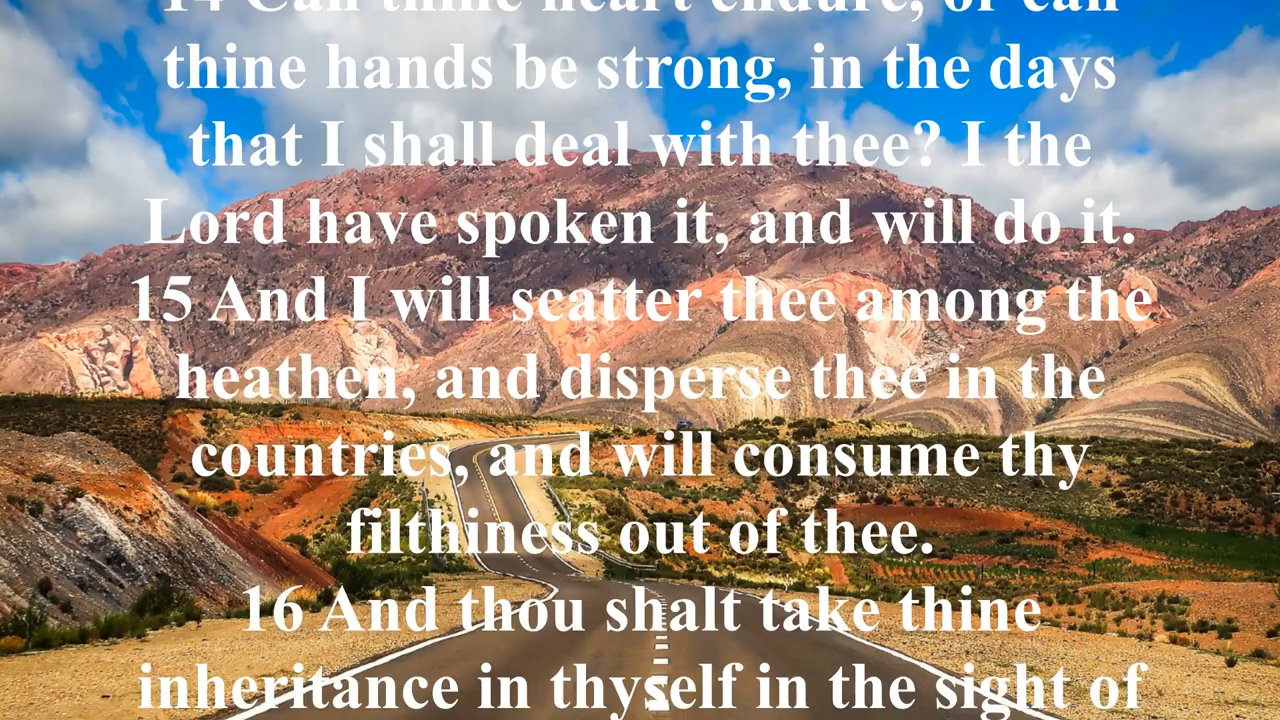 14 Can thine heart endure, or can
thine hands be strong, in the days
that I shall deal with thee? I the
Lord have spoken it, and will do it.
15 And I will scatter thee among the
heathen, and disperse thee in the
countries, and will consume thy
filthiness out of thee.
16 And thou shalt take thine
inheritance in thyself in the sight of